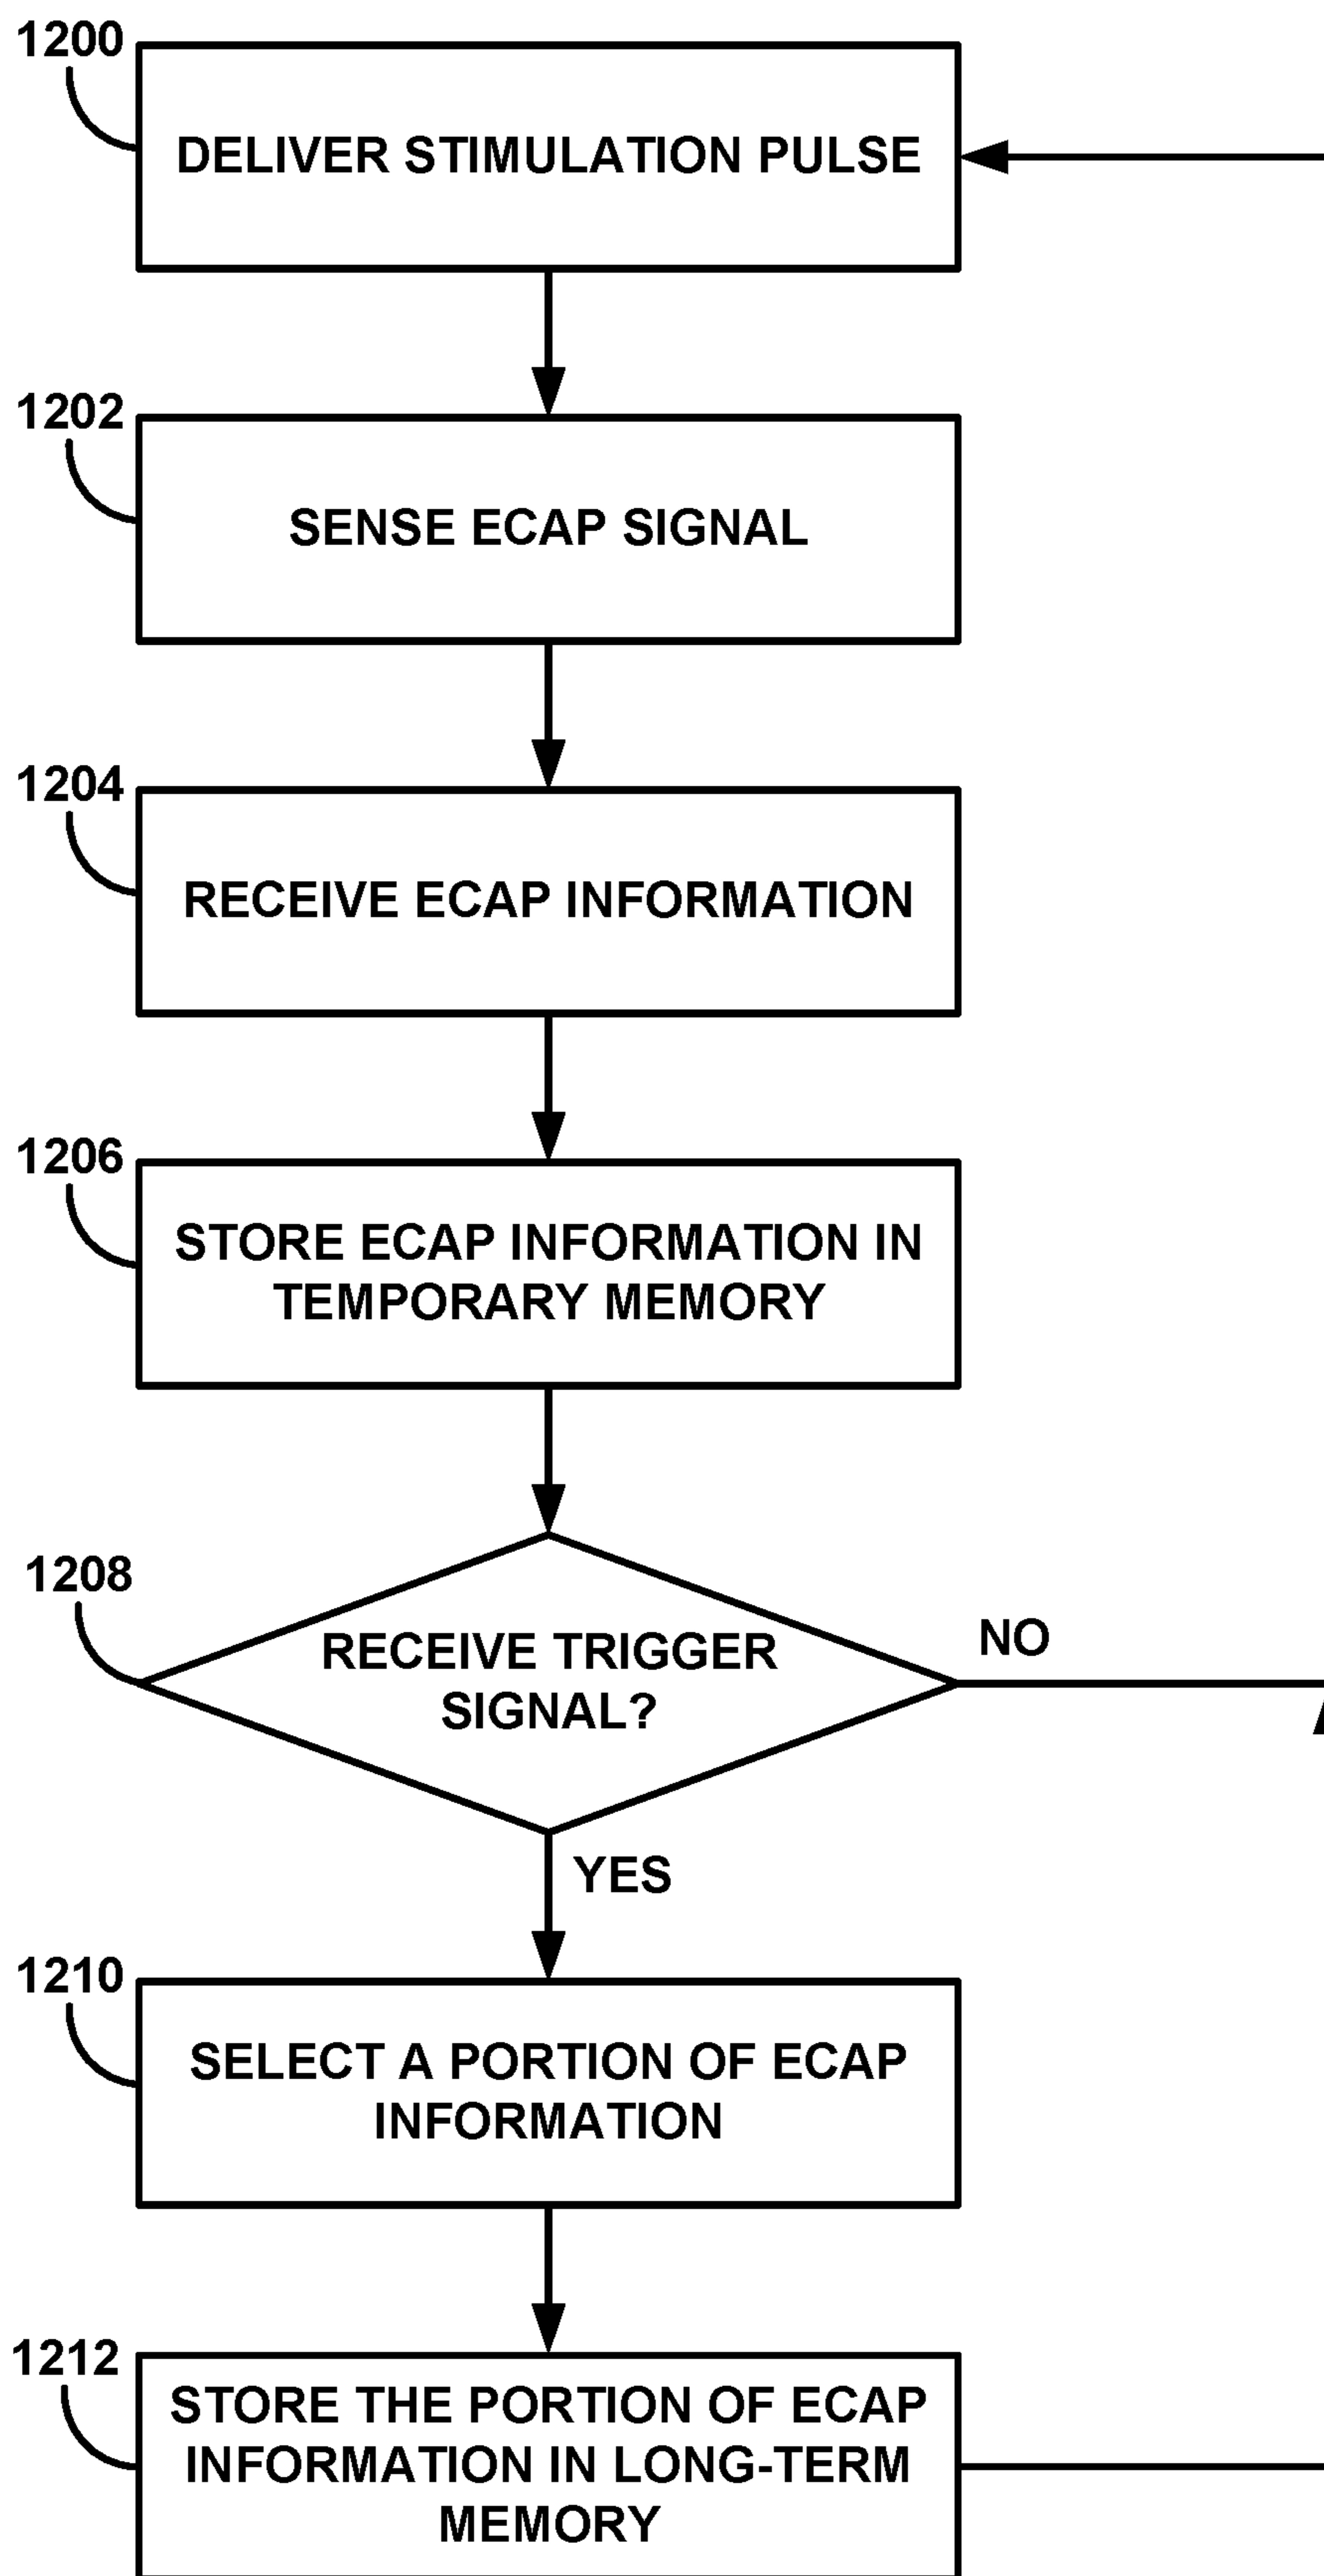 1200
DELIVER STIMULATION PULSE
1202
SENSE ECAP SIGNAL
1204
RECEIVE ECAP INFORMATION
1206
STORE ECAP INFORMATION IN
TEMPORARY MEMORY
1208
RECEIVE TRIGGER
SIGNAL?
NO
YES
1210
SELECT A PORTION OF ECAP
INFORMATION
1212
STORE THE PORTION OF ECAP
INFORMATION IN LONG-TERM
MEMORY